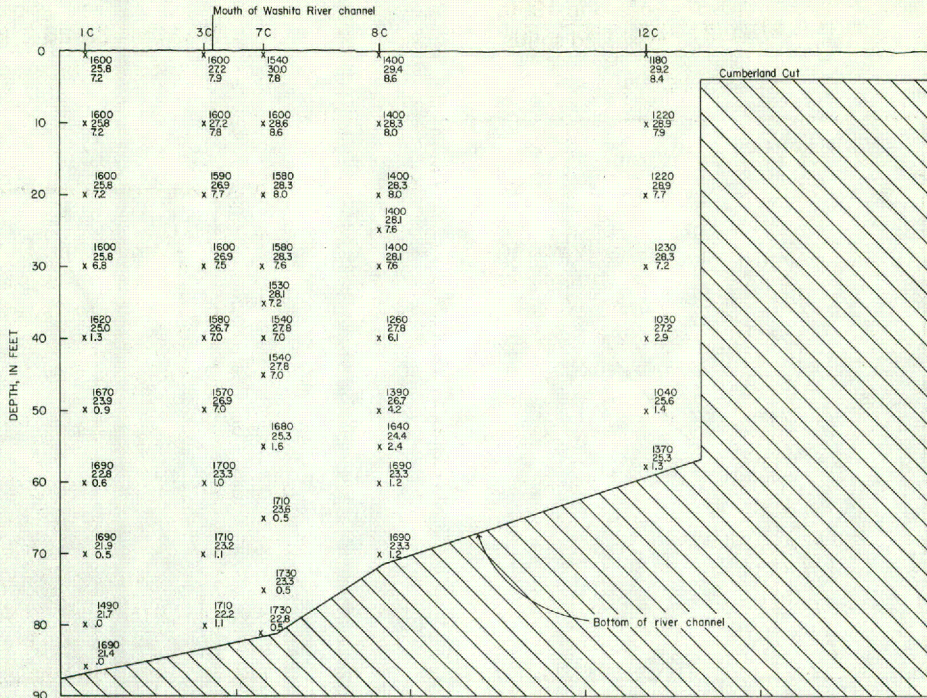 Mouth of Washita River channel
1C 3C 7C 8C 12C
0
1600 1600 1540 1400 1180
25.8 27.2 30.0 29.4 29.2
7.2 7.9 7.8 8.6 8.4
Cumberland Cut
1600 1600 1600 1400 1220
10 x 25.8 x 27.2 x 28.6 x 28.3 x 28.9
7.2 7.8 8.6 8.0 7.9
1600 1590 1580 1400 1220
25.8 26.9 28.3 28.3 28.9
20 x 7.2 x 7.7 x 8.0 x 8.0 x 7.7
1400
28.1
x 7.6
1600 1600 1580 1400 1230
25.8 26.9 28.3 28.1 28.3
30 x 6.8 x 7.5 x 7.6 x 7.6 x 7.2
1530
28.1
x 7.2
1620 1580 1540 1260 1030
25.0 26.7 27.8 27.8 27.2
40 x 1.3 x 7.0 x 7.0 x 6.1 x 2.9
1540
27.8
x 7.0
1670 1570 1390 1040
23.9 26.9 26.7 25.6
50 x 0.9 x 7.0 x 4.2 x 1.4
1680 1640
25.3 24.4
x 1.6 x 2.4
1370
25.3
x 1.3
1690 1700 1690
22.8 23.3 23.3
60 x 0.6 x 1.0 x 1.2
1710
23.6
x 0.5
1690 1710 1690
21.9 23.2 23.3
70 x 0.5 x 1.1 x 1.2
1730
23.3
x 0.5
1490 1710 1730
21.7 22.2 22.8
80 x .0 x 1.1 x 0.5
Bottom of river channel
1690
21.4
x .0
90
DEPTH, IN FEET